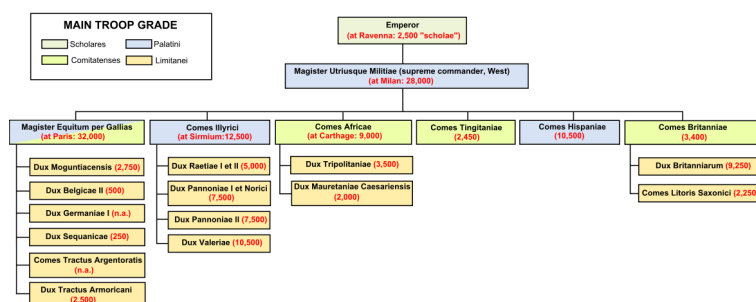 MAIN TROOP GRADE
Scholares
Palatini
Comitatenses
Limitanei
Emperor
(at Ravenna: 2,500 "scholae")
Magister Utriusque Militiae (supreme commander, West)
(at Milan: 28,000)
Magister Equitum per Gallias
(at Paris: 32,000)
Comes Illyrici
(at Sirmium:12,500)
Comes Africae
(at Carthage: 9,000)
Comes Tingitaniae
(2,450)
Comes Hispaniae
(10,500)
Comes Britanniae
(3,400)
Dux Moguntiacensis (2,750)
Dux Belgicae II (500)
Dux Germaniae I (n.a.)
Dux Sequanicae (250)
Comes Tractus Argentoratis
(n.a.)
Dux Tractus Armoricani
(2,500)
Dux Raetiae I et II (5,000)
Dux Pannoniae I et Norici
(7,500)
Dux Pannoniae II (7,500)
Dux Valeriae (10,500)
Dux Tripolitaniae (3,500)
Dux Mauretaniae Caesariensis
(2,000)
Dux Britanniarum (9,250)
Comes Litoris Saxonici (2,250)